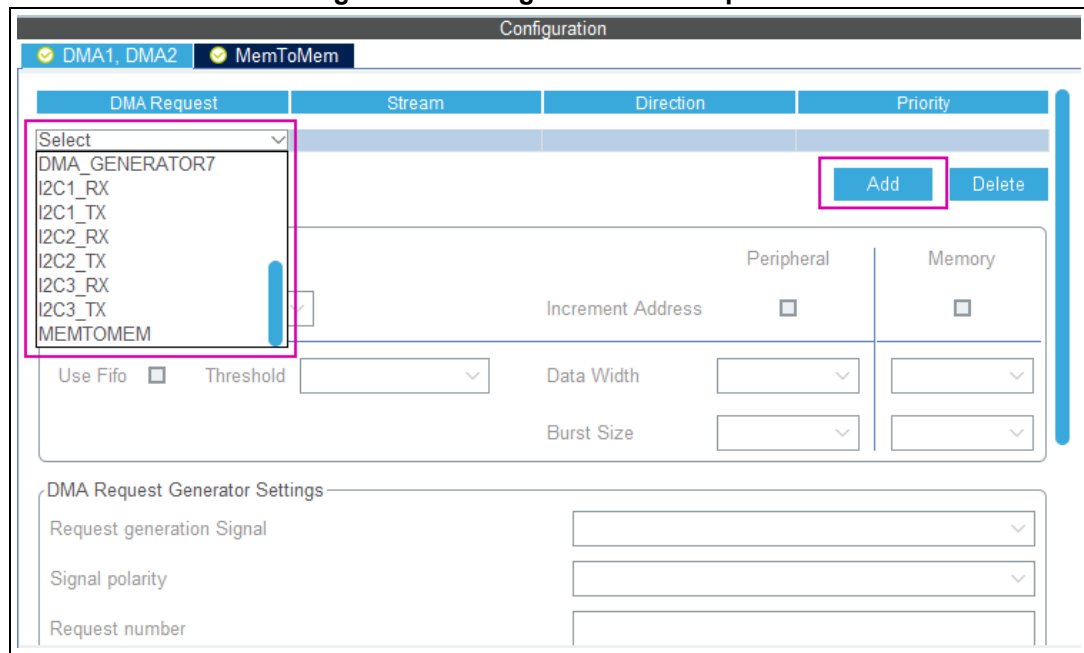 Configuration
DMA1, DMA2 MemToMem
DMA Request Stream Direction Priority
Select
DMA_GENERATOR7
I2C1_RX
I2C1_TX
I2C2_RX
I2C2_TX
I2C3_RX
I2C3_TX
MEMTOMEM
Add Delete
Peripheral Memory
Increment Address
Use Fifo Threshold Data Width
Burst Size
DMA Request Generator Settings
Request generation Signal
Signal polarity
Request number